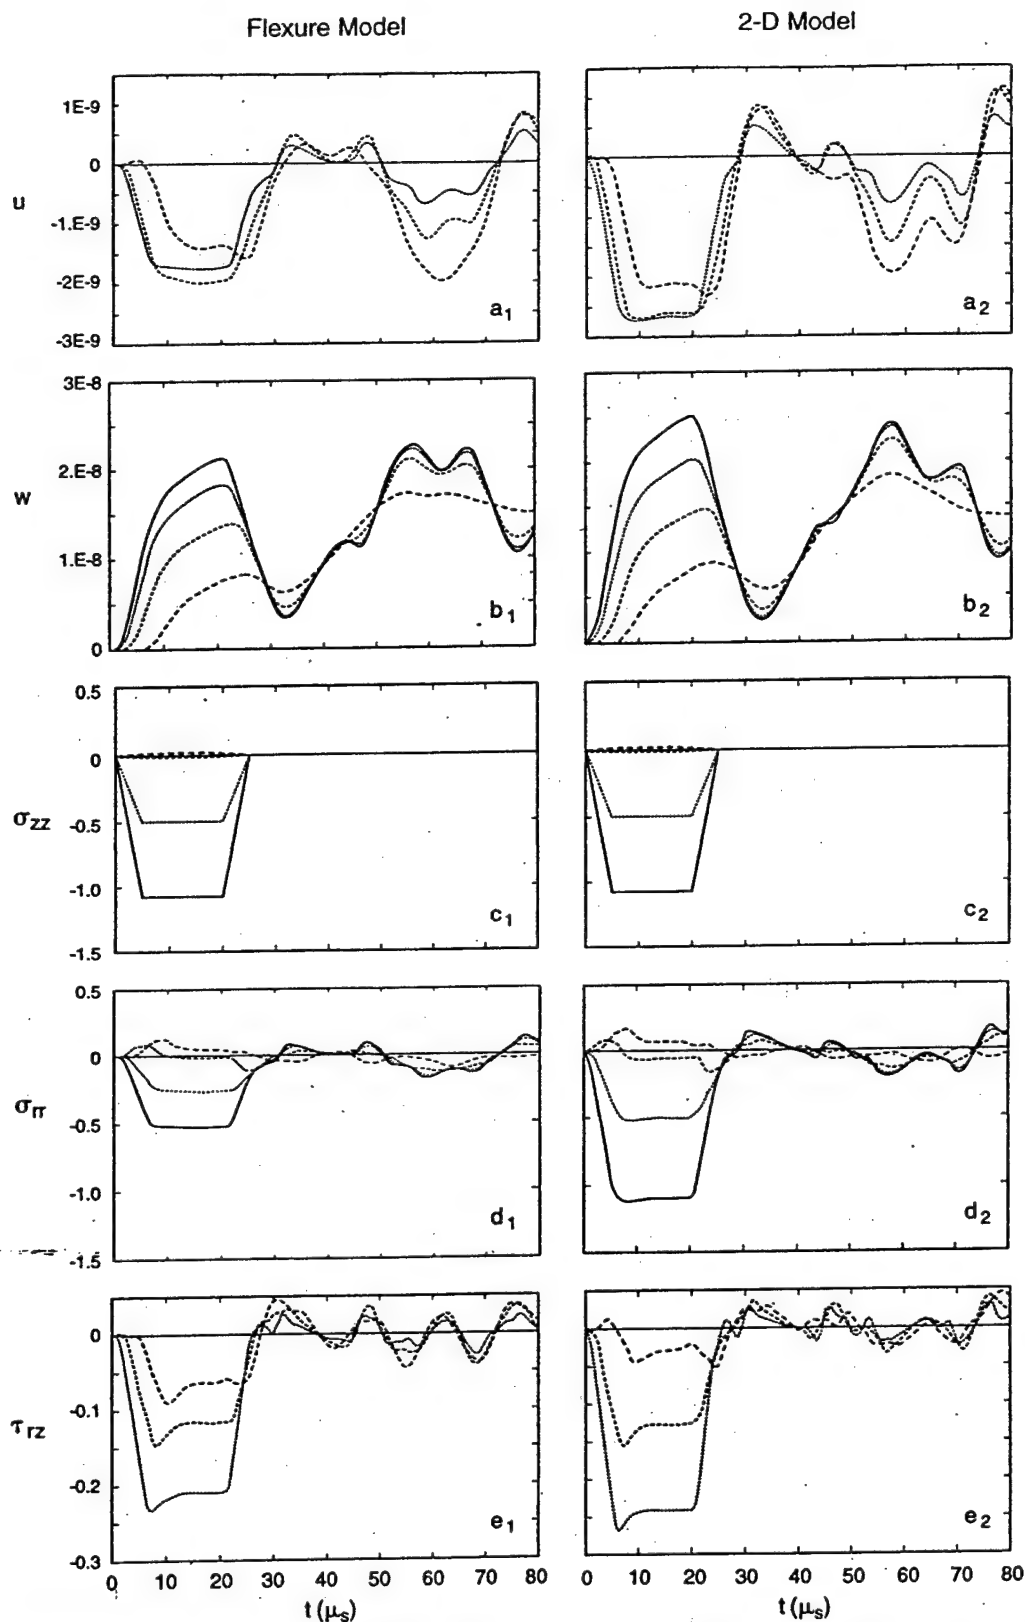 Flexure Model
2-D Model
1E-9
0
-1.E-9
-2E-9
-3E-9
u
a1
a2
3E-8
2.E-8
1.E-8
0
w
b1
b2
0.5
0
-0.5
-1.0
-1.5
σzz
c1
c2
0.5
0
-0.5
-1.0
-1.5
σrr
d1
d2
0
-0.1
-0.2
-0.3
τrz
e1
e2
0 10 20 30 40 50 60 70 80
0 10 20 30 40 50 60 70 80
t (μs)
t (μs)